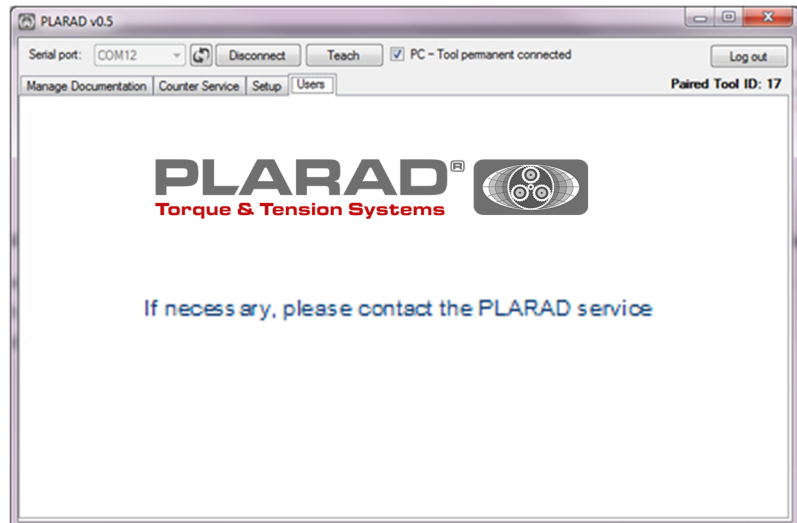 PLARAD v0.5
Serial port: COM12 Disconnect Teach PC - Tool permanent connected Log out
Manage Documentation Counter Service Setup Users Paired Tool ID: 17
PLARAD®
Torque & Tension Systems
If necessary, please contact the PLARAD service